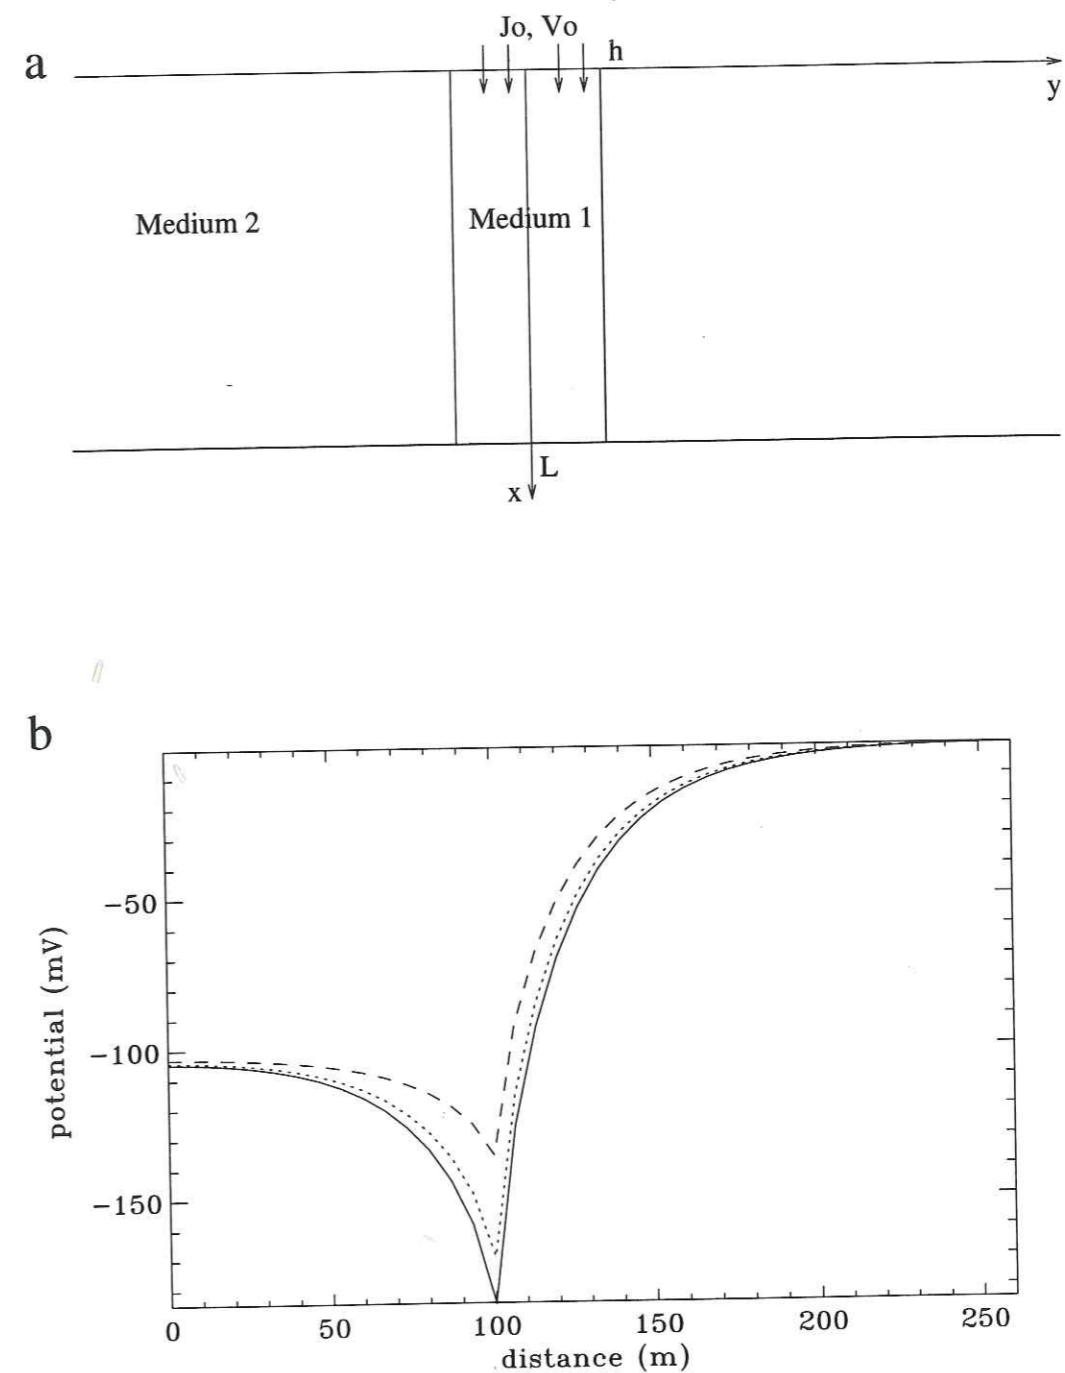 a
Jo, Vo
h
y
Medium 2
Medium 1
L
x
b
−50
−100
−150
potential (mV)
0 50 100 150 200 250
distance (m)